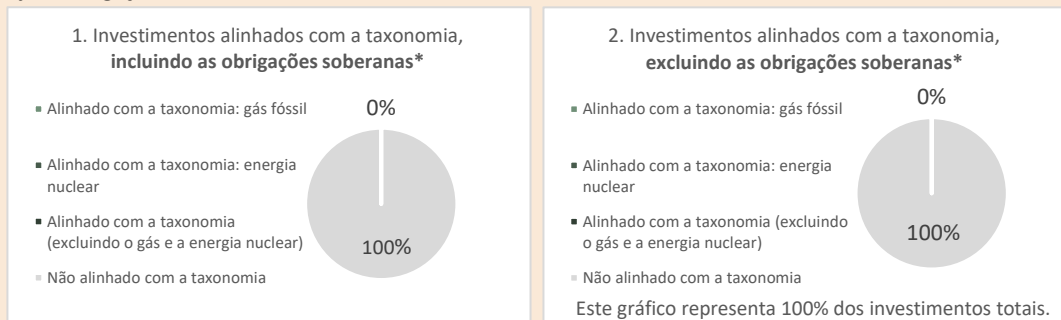 1. Investimentos alinhados com a taxonomia,
incluindo as obrigações soberanas*
Alinhado com a taxonomia: gás fóssil
Alinhado com a taxonomia: energia
nuclear
Alinhado com a taxonomia
(excluindo o gás e a energia nuclear)
Não alinhado com a taxonomia
0%
100%
2. Investimentos alinhados com a taxonomia,
excluindo as obrigações soberanas*
Alinhado com a taxonomia: gás fóssil
Alinhado com a taxonomia: energia
nuclear
Alinhado com a taxonomia (excluindo
o gás e a energia nuclear)
Não alinhado com a taxonomia
0%
100%
Este gráfico representa 100% dos investimentos totais.